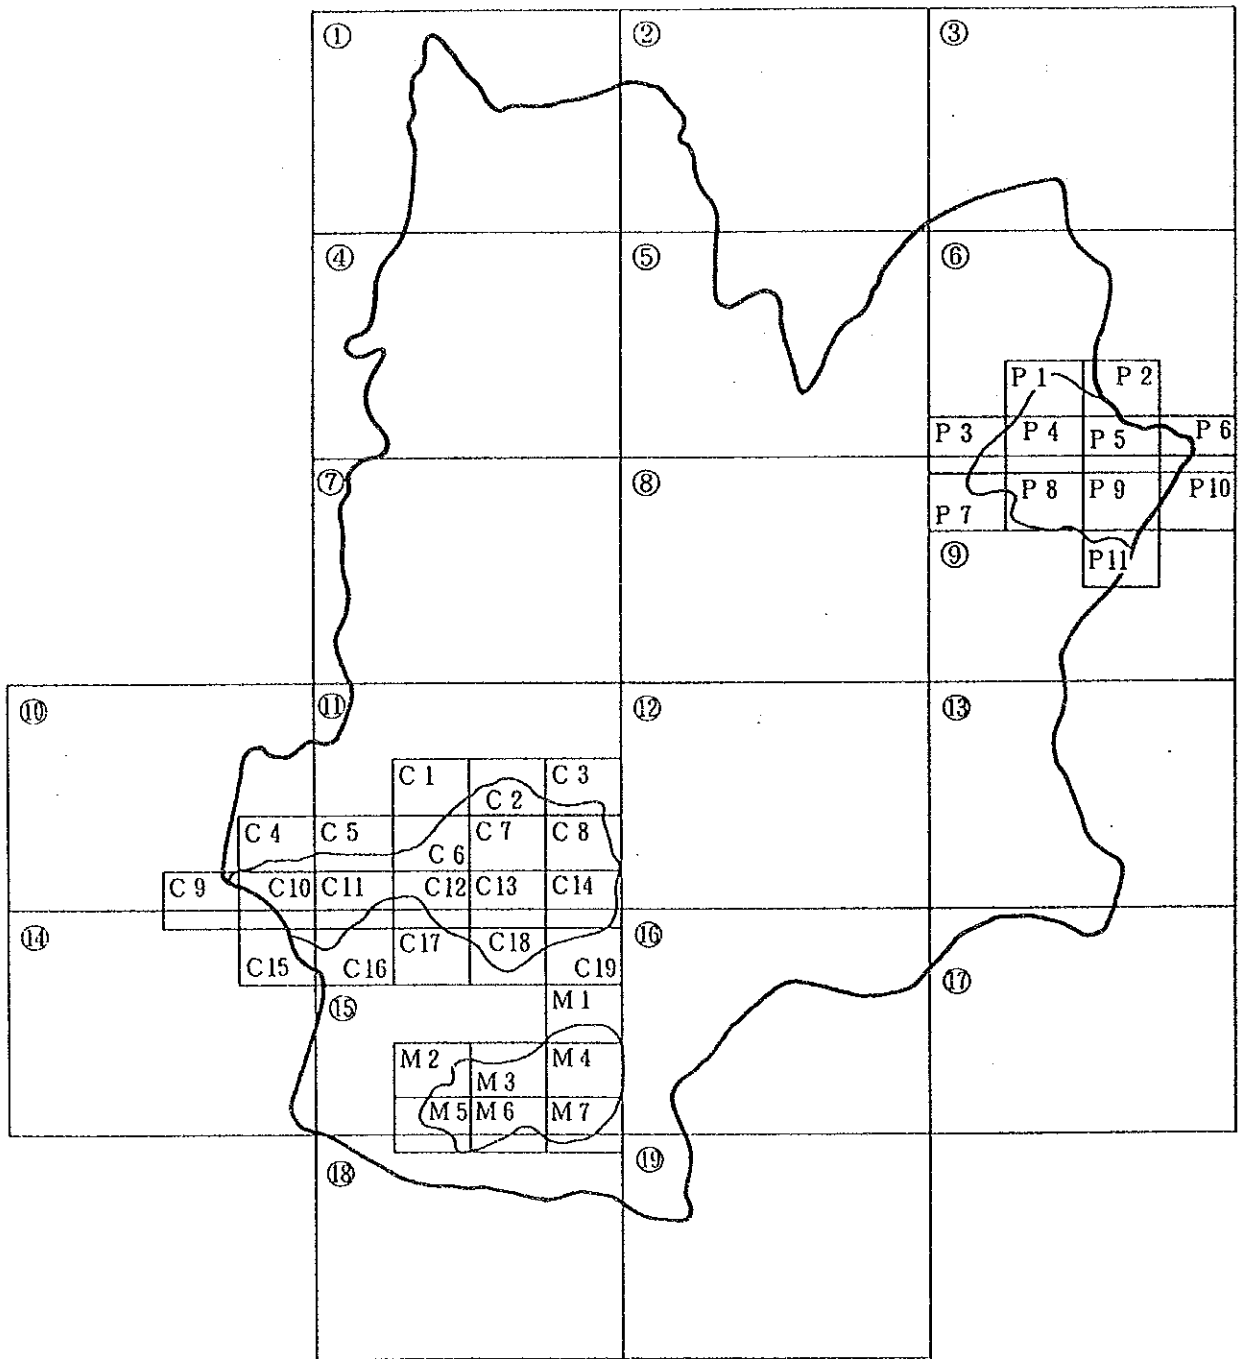 ① ② ③
④ ⑤ ⑥
P 1 P 2
P 3 P 4 P 5 P 6
⑦ ⑧
P 7 P 8 P 9 P10
⑨
P11
⑩ ⑪ ⑫ ⑬
C 1 C 2 C 3
C 4 C 5 C 6 C 7 C 8
C 9 C10 C11 C12 C13 C14
⑭ C17 C18 ⑯
C15 C16 C19 ⑰
⑮ M 1
M 2 M 3 M 4
M 5 M 6 M 7
⑱ ⑲